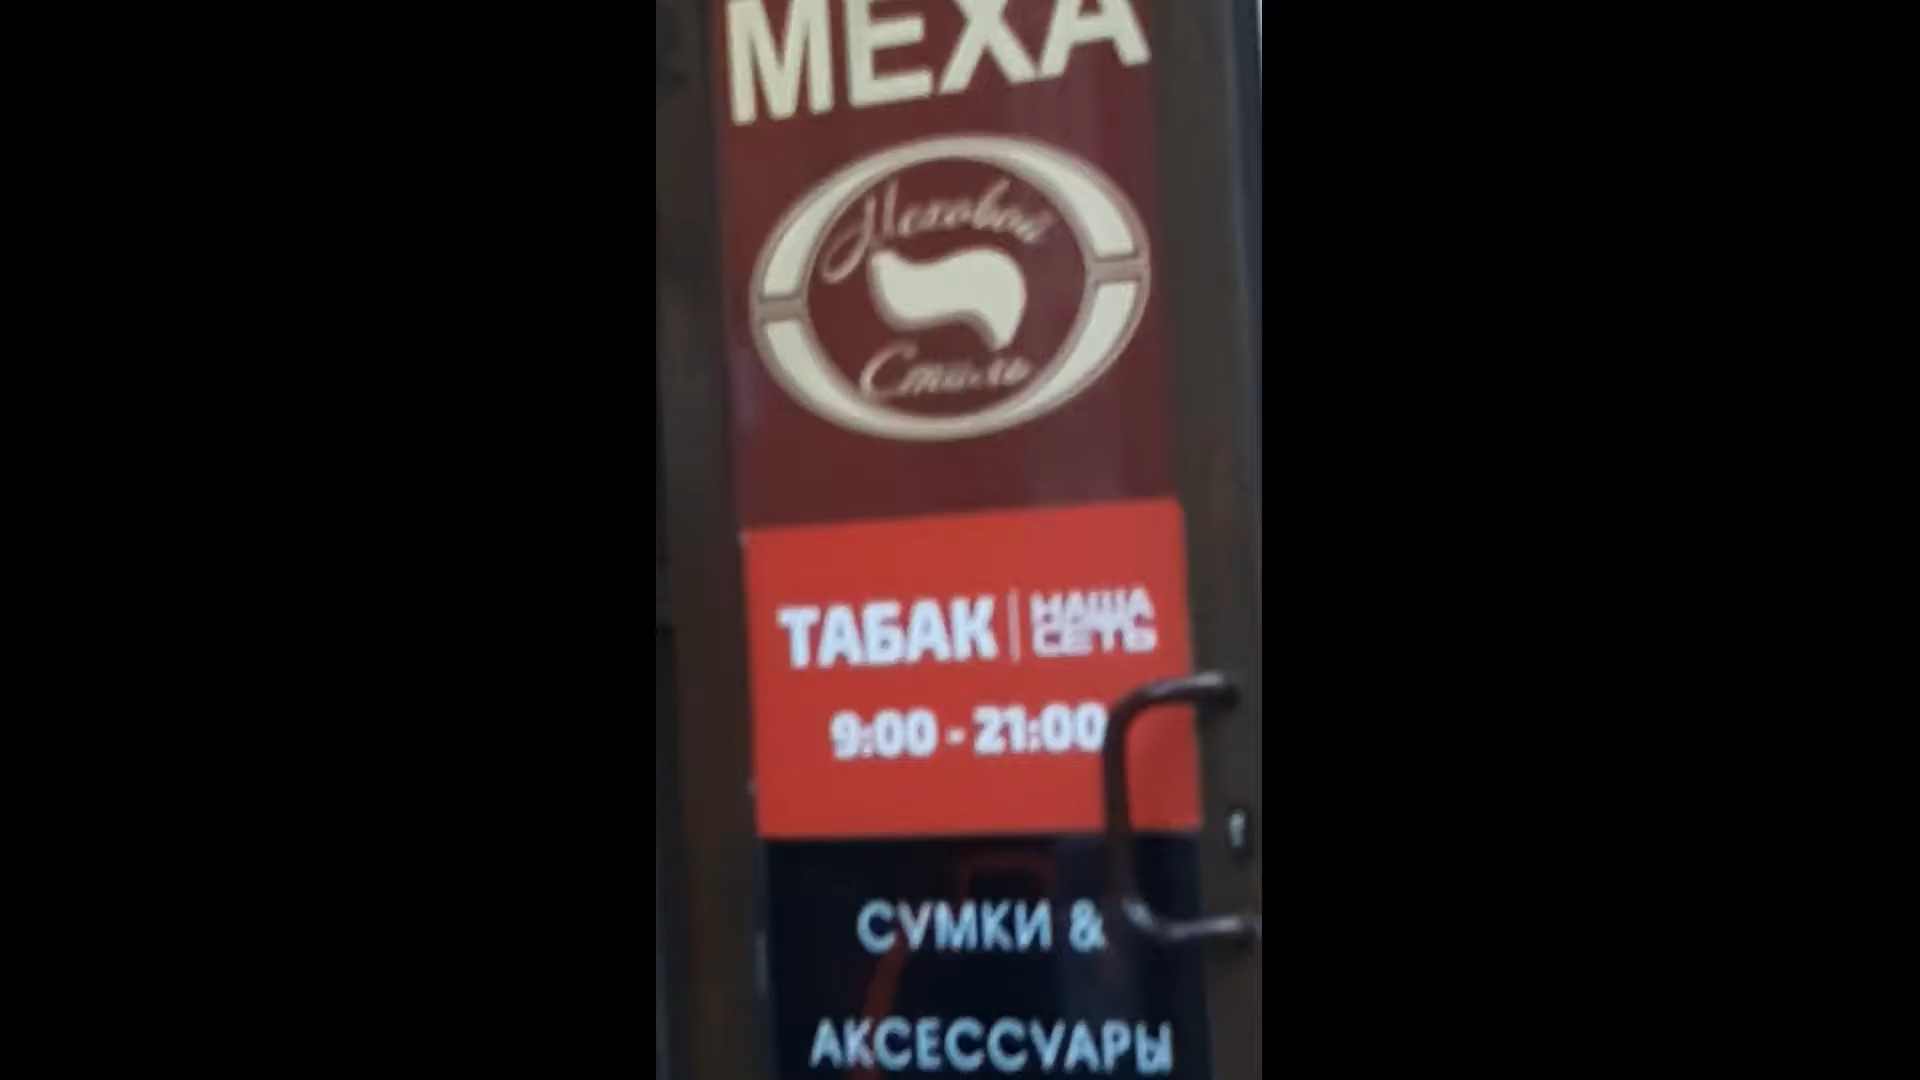 МЕХА
Меховой
Стиль
ТАБАК | НАША СЕТЬ
9:00 - 21:00
СУМКИ &
АКСЕССУАРЫ